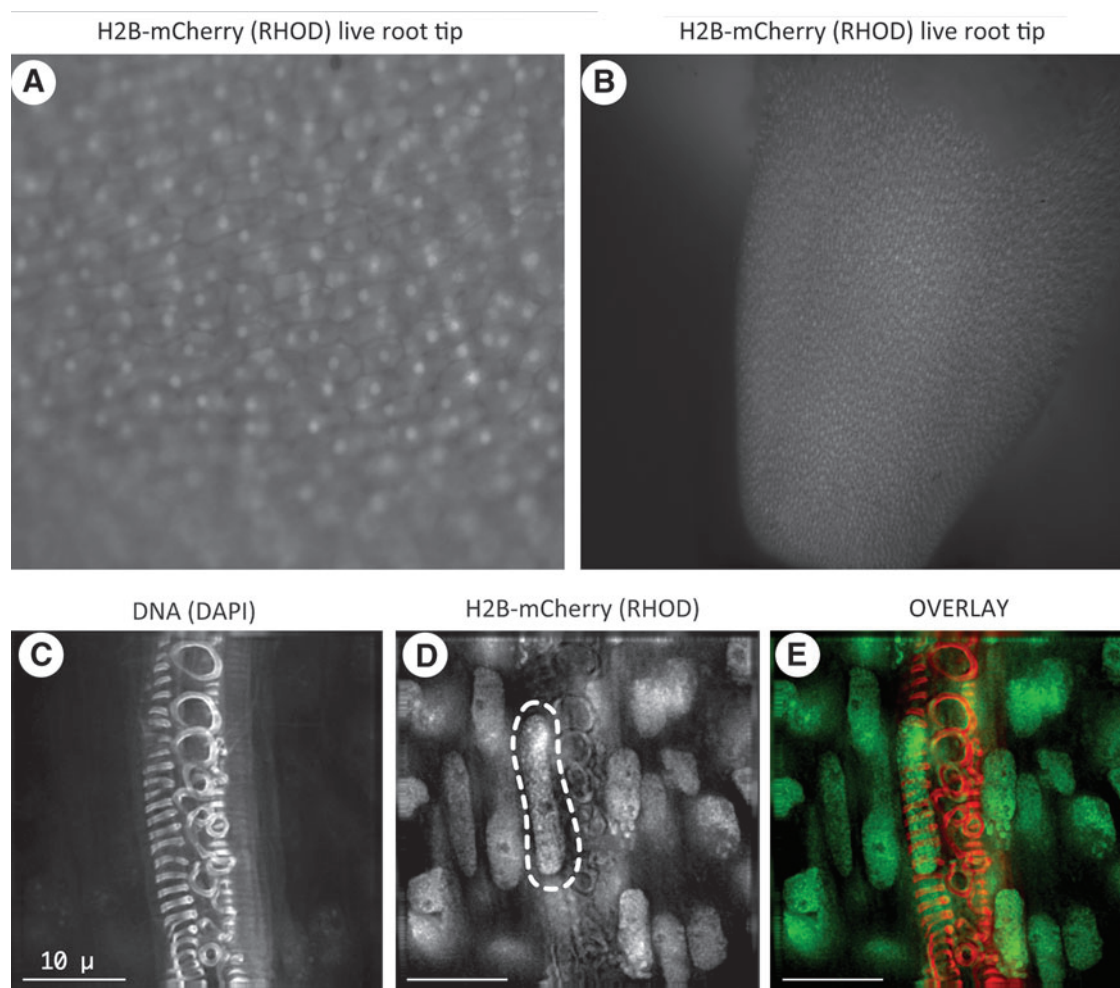 H2B-mCherry (RHOD) live root tip
H2B-mCherry (RHOD) live root tip
A
B
DNA (DAPI)
H2B-mCherry (RHOD)
OVERLAY
C
D
E
10 μ